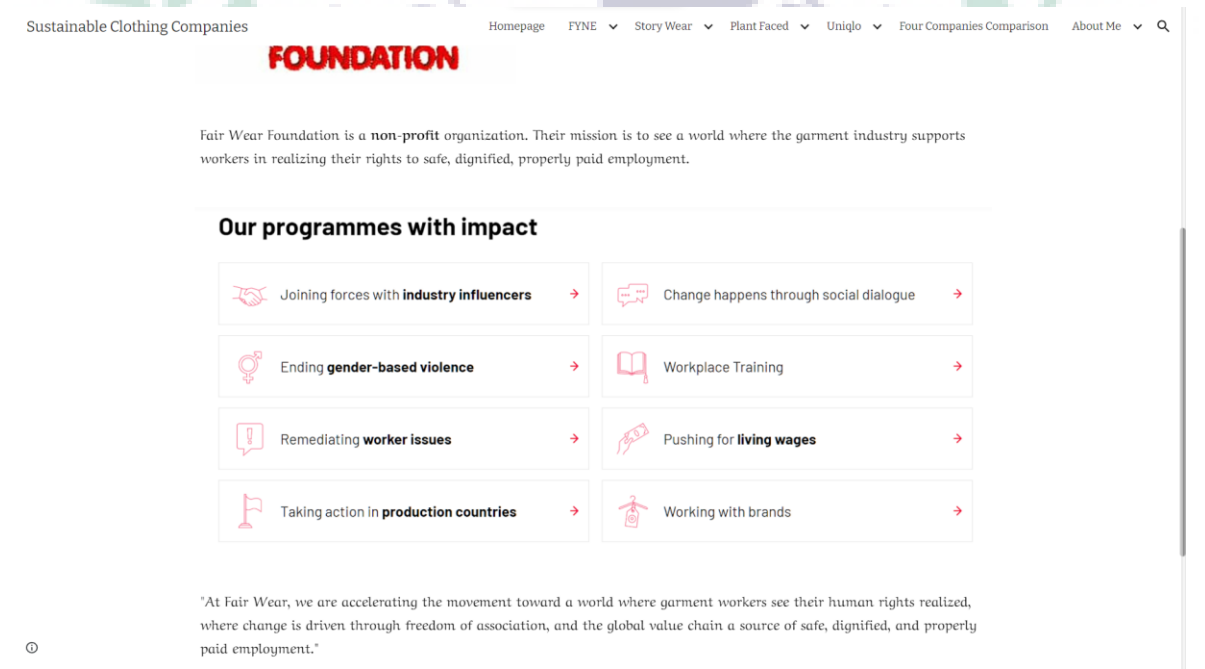 Sustainable Clothing Companies
Homepage FYNE Story Wear Plant Faced Uniqlo Four Companies Comparison About Me
FOUNDATION
Fair Wear Foundation is a non-profit organization. Their mission is to see a world where the garment industry supports
workers in realizing their rights to safe, dignified, properly paid employment.
Our programmes with impact
Joining forces with industry influencers
Change happens through social dialogue
Ending gender-based violence
Workplace Training
Remediating worker issues
Pushing for living wages
Taking action in production countries
Working with brands
"At Fair Wear, we are accelerating the movement toward a world where garment workers see their human rights realized,
where change is driven through freedom of association, and the global value chain a source of safe, dignified, and properly
paid employment."